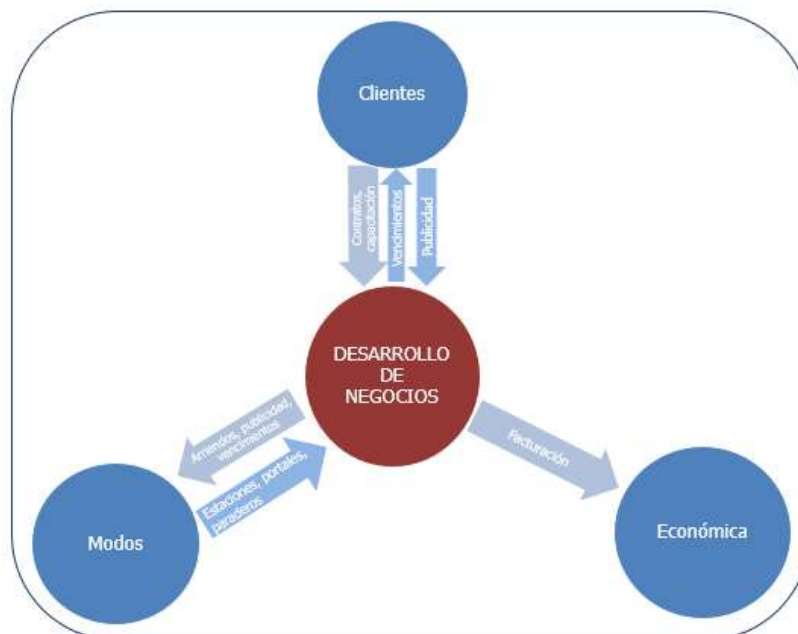 Clientes
Contratos,
capacitación
Vencimientos
Publicidad
DESARROLLO
DE
NEGOCIOS
Arriendos, publicidad,
vencimientos
Estaciones, portales,
paraderos
Facturación
Modos
Económica